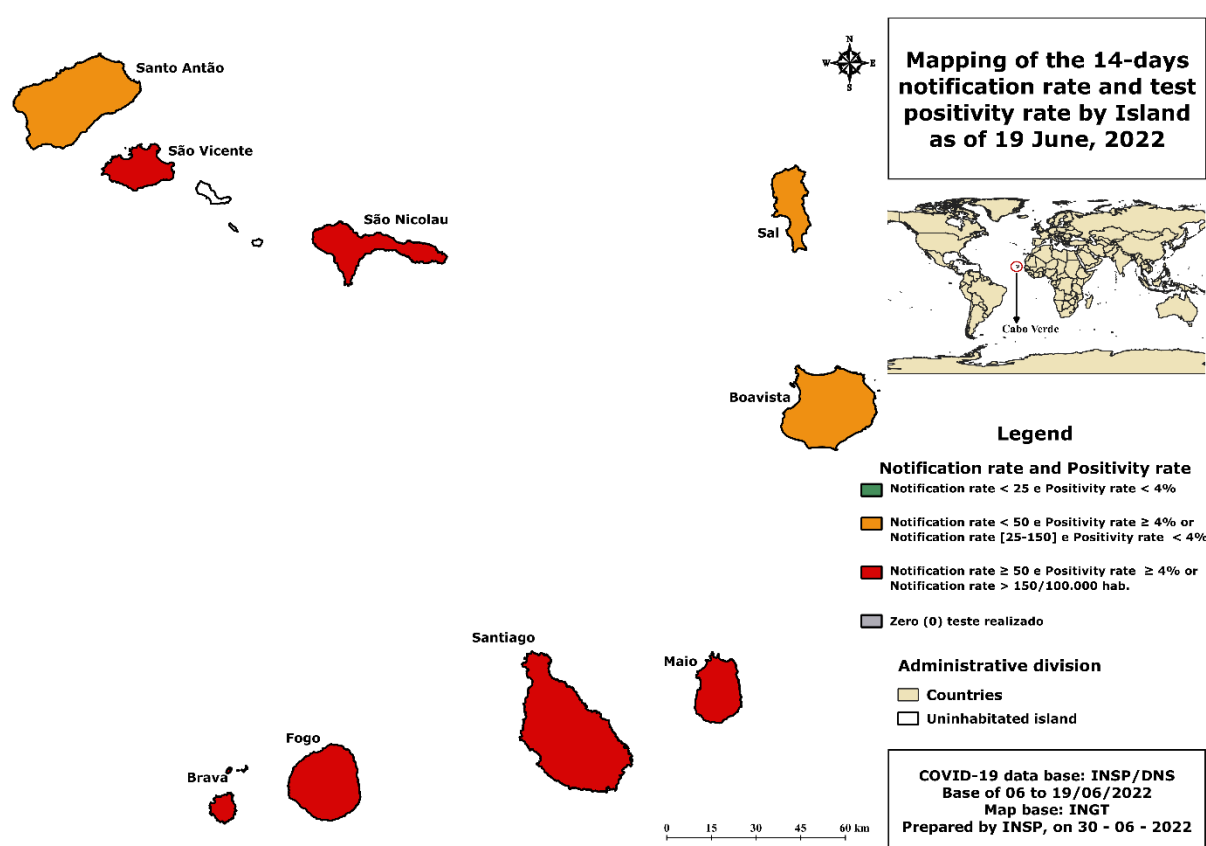 Mapping of the 14-days
notification rate and test
positivity rate by Island
as of 19 June, 2022
N
W
E
S
Santo Antão
São Vicente
São Nicolau
Sal
Boavista
Cabo Verde
Legend
Notification rate and Positivity rate
Notification rate < 25 e Positivity rate < 4%
Notification rate < 50 e Positivity rate ≥ 4% or
Notification rate [25-150] e Positivity rate < 4%
Notification rate ≥ 50 e Positivity rate ≥ 4% or
Notification rate > 150/100.000 hab.
Zero (0) teste realizado
Administrative division
Countries
Uninhabitated island
Santiago
Maio
Fogo
Brava
0 15 30 45 60 km
COVID-19 data base: INSP/DNS
Base of 06 to 19/06/2022
Map base: INGT
Prepared by INSP, on 30 - 06 - 2022